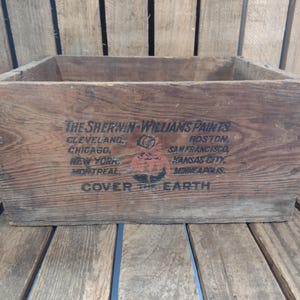 THE SHERWIN-WILLIAMS PAINTS
CLEVELAND, BOSTON,
CHICAGO, SAN FRANCISCO,
NEW YORK, KANSAS CITY,
MONTREAL, MINNEAPOLIS.
COVER THE EARTH